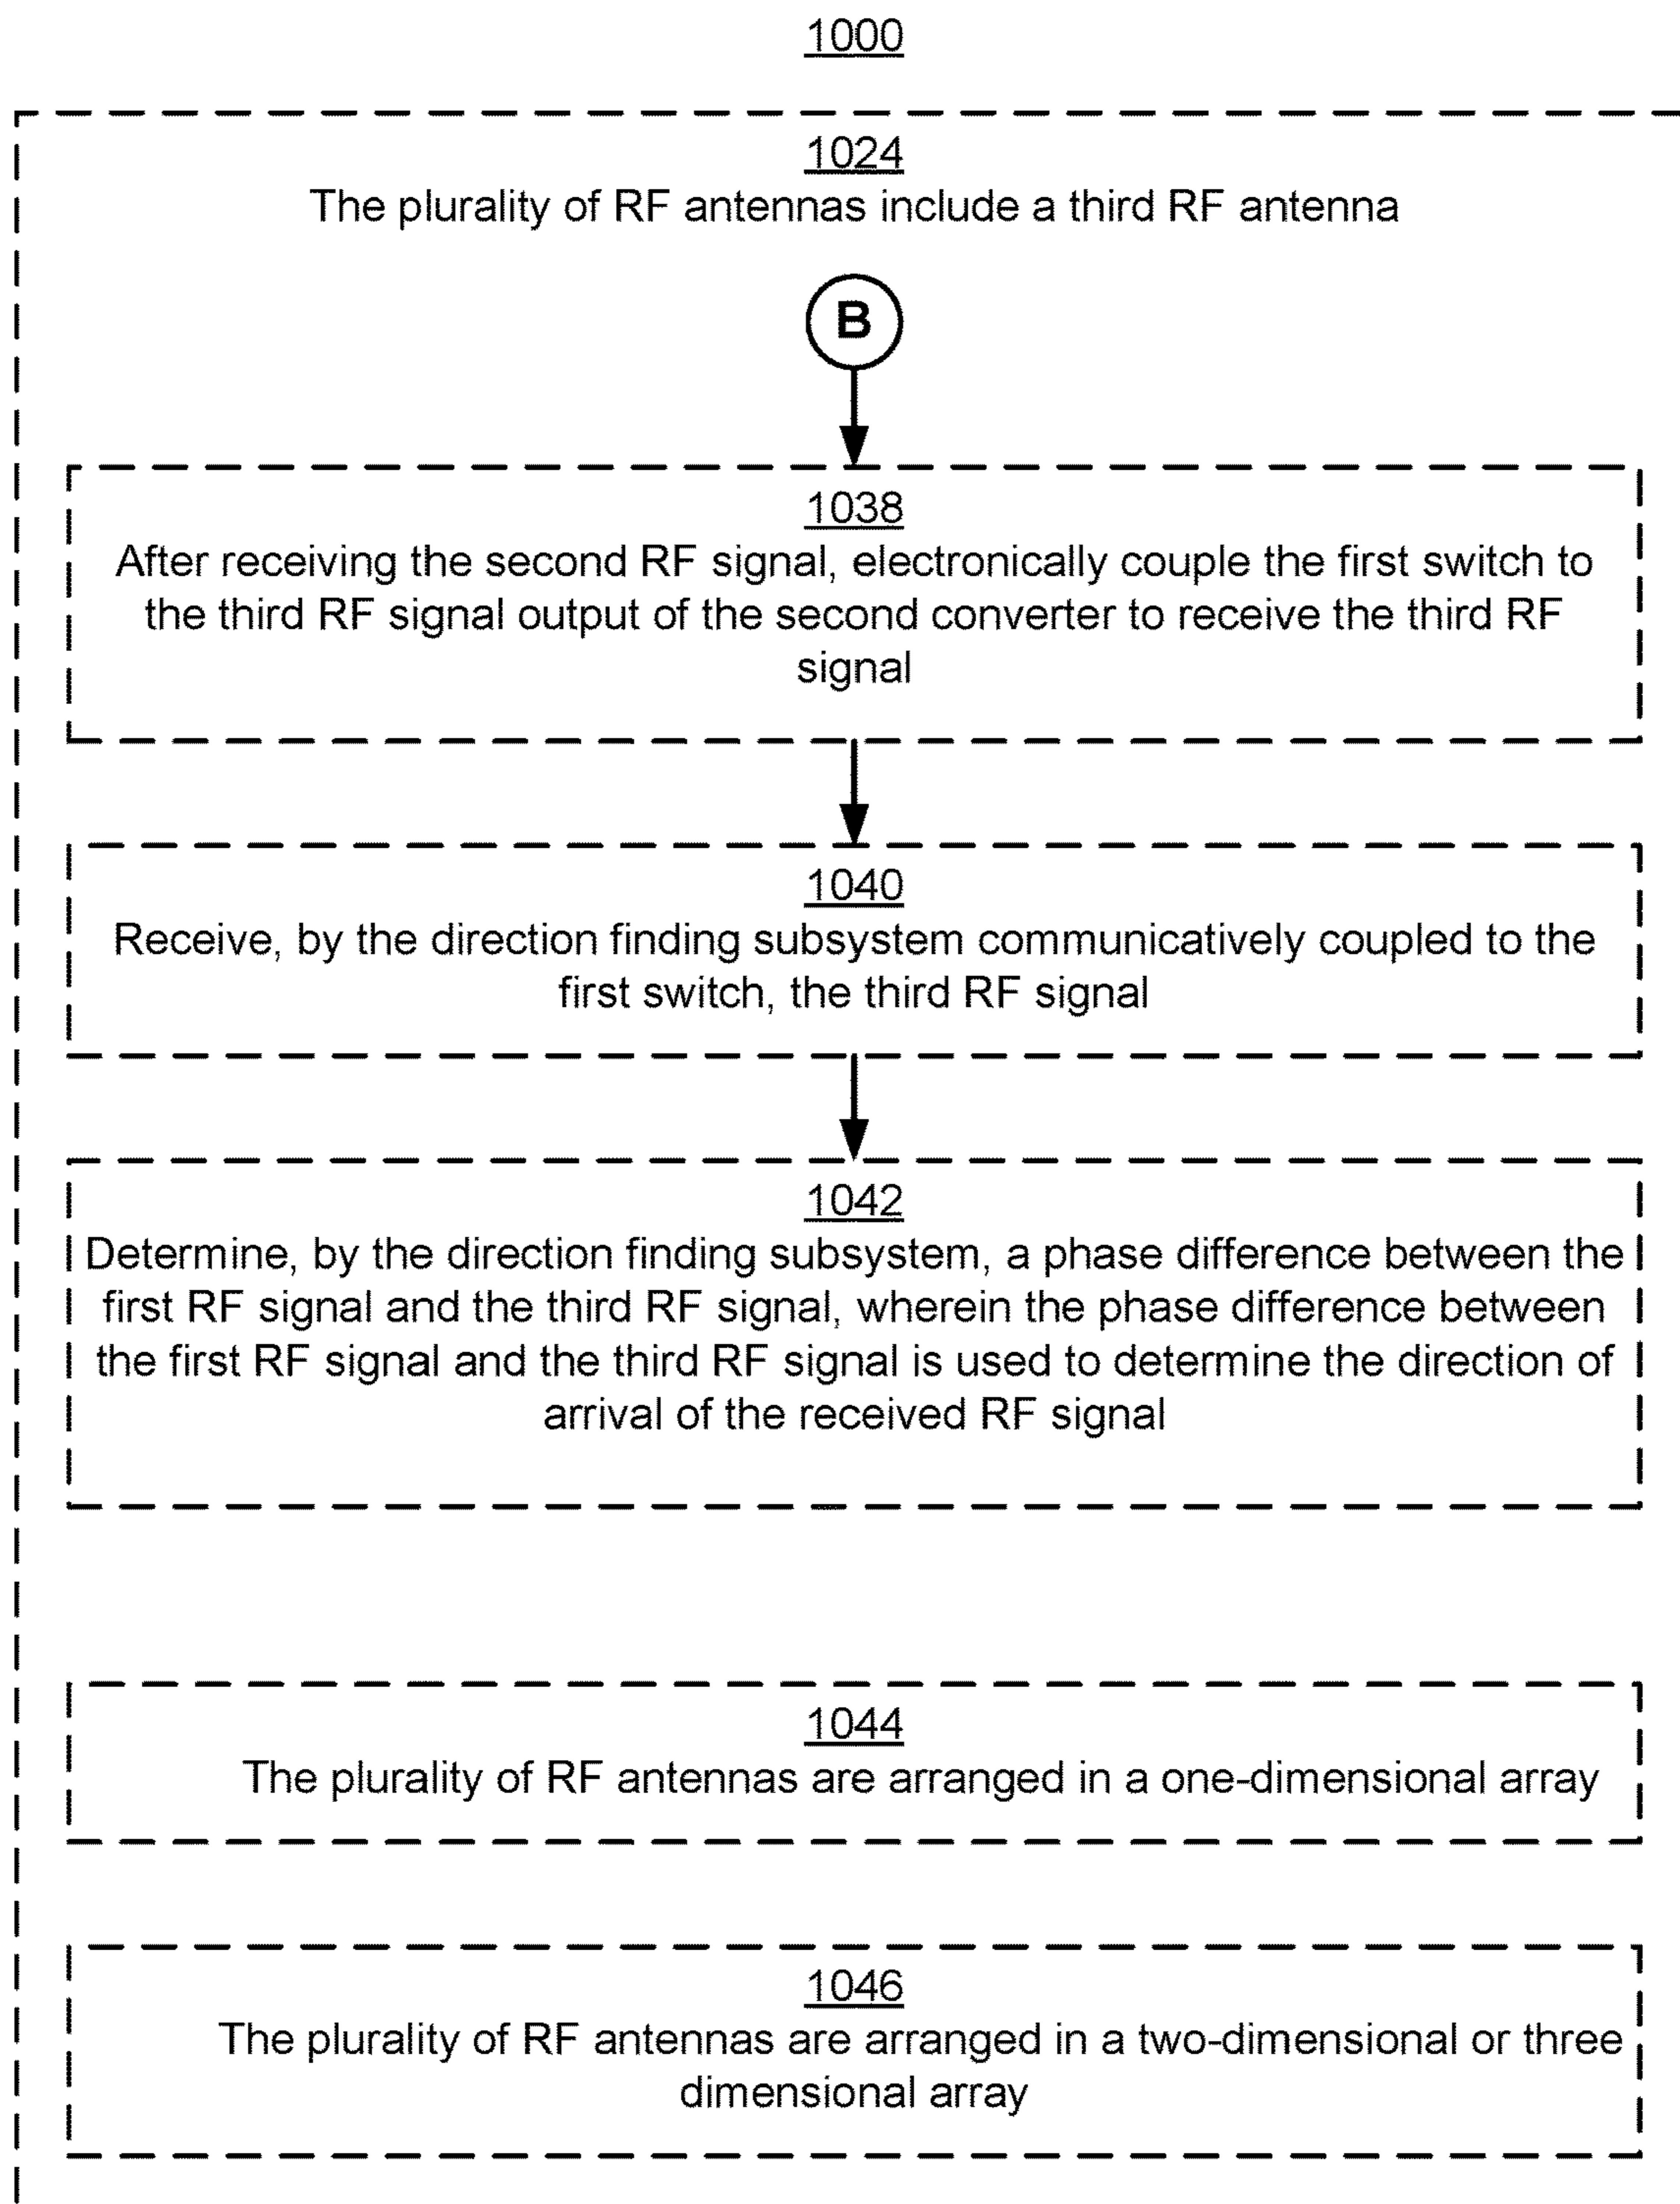 1000
1024
The plurality of RF antennas include a third RF antenna
B
1038
After receiving the second RF signal, electronically couple the first switch to
the third RF signal output of the second converter to receive the third RF
signal
1040
Receive, by the direction finding subsystem communicatively coupled to the
first switch, the third RF signal
1042
Determine, by the direction finding subsystem, a phase difference between the
first RF signal and the third RF signal, wherein the phase difference between
the first RF signal and the third RF signal is used to determine the direction of
arrival of the received RF signal
1044
The plurality of RF antennas are arranged in a one-dimensional array
1046
The plurality of RF antennas are arranged in a two-dimensional or three
dimensional array